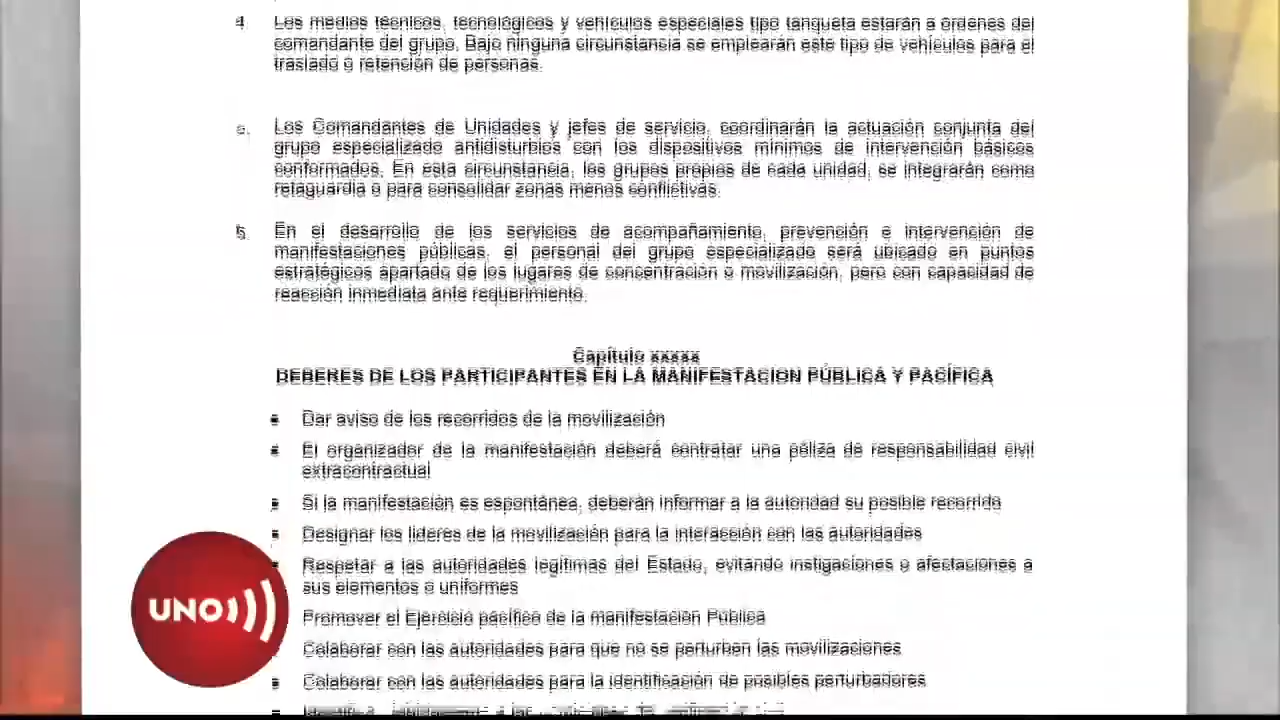 4. Los medios técnicos, tecnológicos y vehículos especiales tipo tanqueta estarán a ordenes del
comandante del grupo. Bajo ninguna circunstancia se emplearán este tipo de vehículos para el
traslado o retención de personas.
Los Comandantes de Unidades y jefes de servicio, coordinarán la actuación conjunta del
grupo especializado antidisturbios con los dispositivos mínimos de intervención básicos
conformados. En esta circunstancia, los grupos propios de cada unidad, se integrarán como
retaguardia o para consolidar zonas menos conflictivas.
En el desarrollo de los servicios de acompañamiento, prevención e intervención de
manifestaciones públicas, el personal del grupo especializado será ubicado en puntos
estratégicos apartado de los lugares de concentración o movilización, pero con capacidad de
reacción inmediata ante requerimiento.
Capítulo xxxxx
DEBERES DE LOS PARTICIPANTES EN LA MANIFESTACION PÚBLICA Y PACÍFICA
Dar aviso de los recorridos de la movilización
El organizador de la manifestación deberá contratar una póliza de responsabilidad civil
extracontractual
Si la manifestación es espontánea, deberán informar a la autoridad su posible recorrido
Designar los lideres de la movilización para la interacción con las autoridades
Respetar a las autoridades legítimas del Estado, evitando instigaciones o afectaciones a
sus elementos o uniformes
Promover el Ejercicio pacífico de la manifestación Pública
Colaborar con las autoridades para que no se perturben las movilizaciones
Colaborar con las autoridades para la identificación de posibles perturbadores
UNO